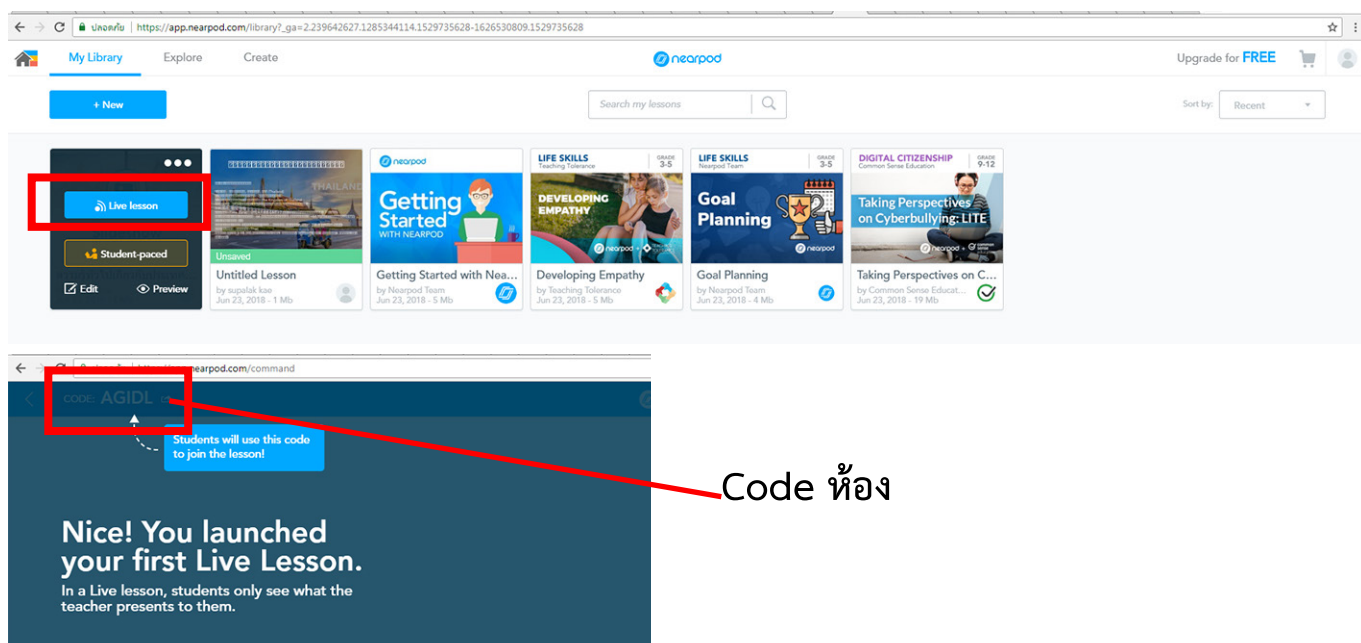 ปลอดภัย | https://app.nearpod.com/library?_ga=2.239642627.1285344114.1529735628-1626530809.1529735628
My Library Explore Create nearpod Upgrade for FREE
+ New Search my lessons Sort by: Recent
Live lesson
Student-paced
Edit Preview
THAILAND
Unsaved
Untitled Lesson
by supalak kae
Jun 23, 2018 - 1 Mb
nearpod
Getting
Started
WITH NEARPOD
Getting Started with Nea...
by Nearpod Team
Jun 23, 2018 - 5 Mb
LIFE SKILLS
Teaching Tolerance
GRADE
3-5
DEVELOPING
EMPATHY
nearpod +
Developing Empathy
by Teaching Tolerance
Jun 23, 2018 - 5 Mb
LIFE SKILLS
Nearpod Team
GRADE
3-5
Goal
Planning
nearpod
Goal Planning
by Nearpod Team
Jun 23, 2018 - 4 Mb
DIGITAL CITIZENSHIP
Common Sense Education
GRADE
9-12
Taking Perspectives
on Cyberbullying: LITE
nearpod + common sense
Taking Perspectives on C...
by Common Sense Educat...
Jun 23, 2018 - 19 Mb
nearpod.com/command
CODE: AGIDL
Students will use this code
to join the lesson!
Code ห้อง
Nice! You launched
your first Live Lesson.
In a Live lesson, students only see what the
teacher presents to them.